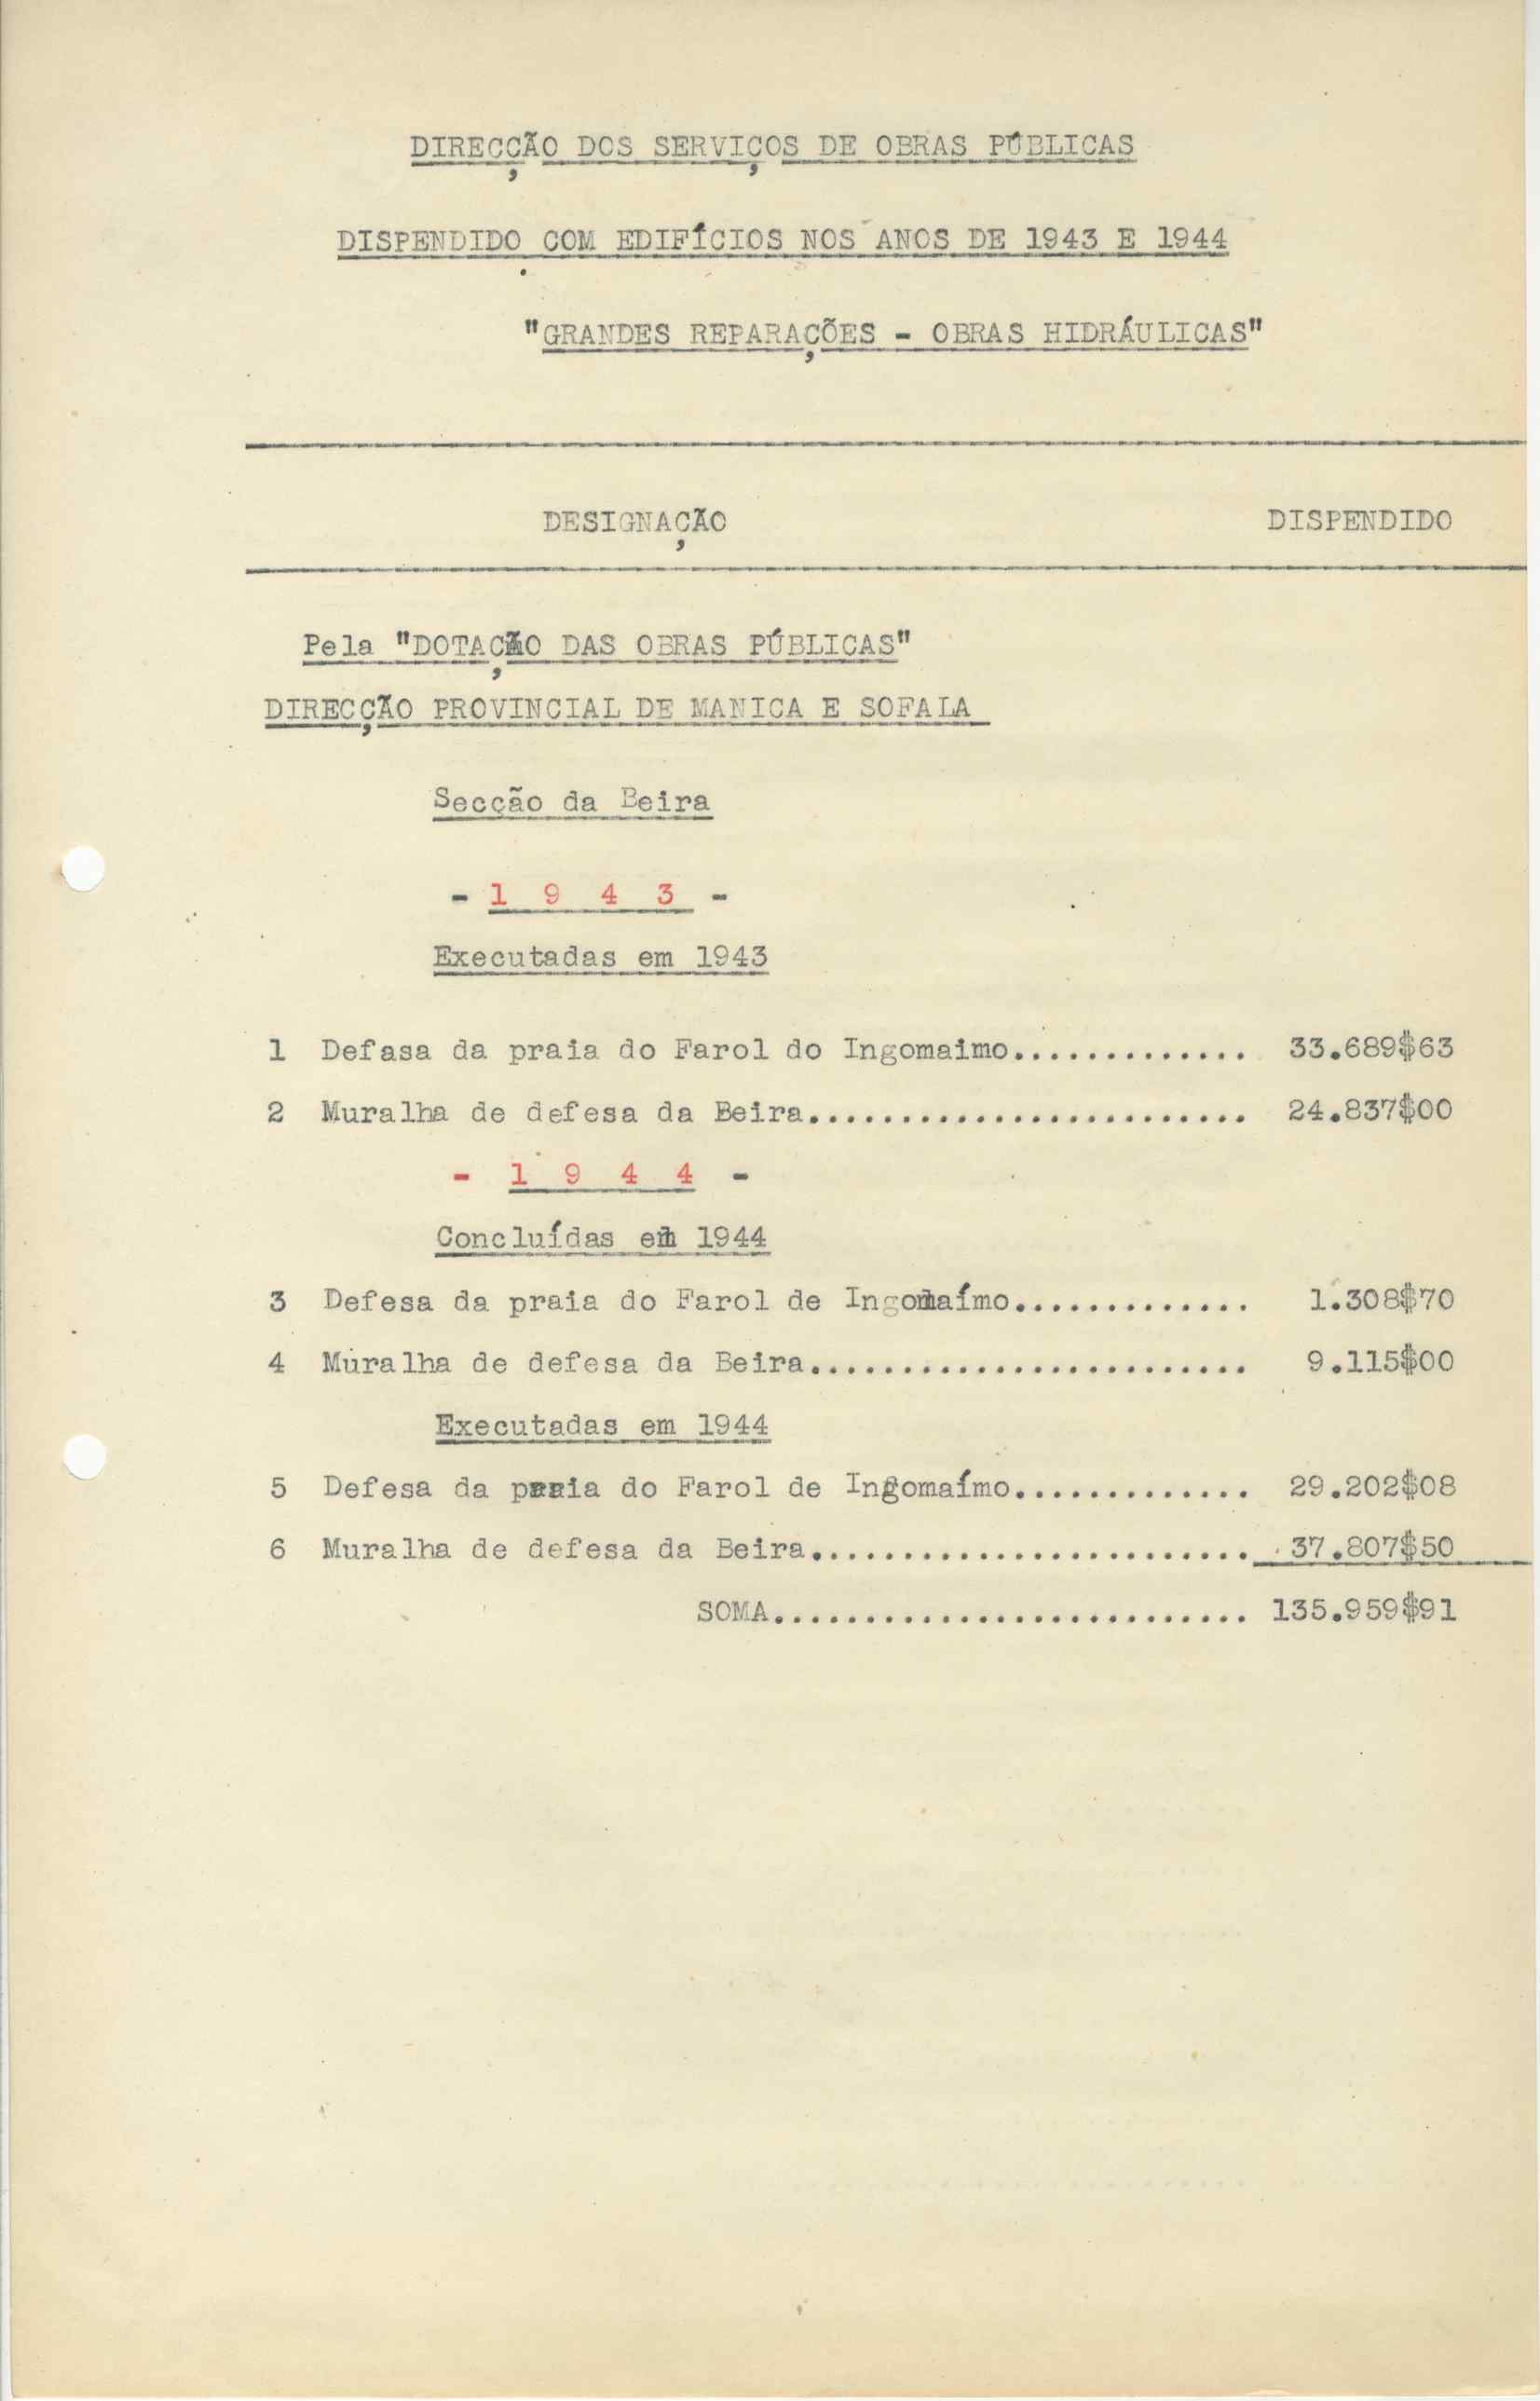 DIRECÇÃO DOS SERVIÇOS DE OBRAS PÚBLICAS
DISPENDIDO COM EDIFÍCIOS NOS ANOS DE 1943 E 1944
"GRANDES REPARAÇÕES - OBRAS HIDRÁULICAS"
DESIGNAÇÃO DISPENDIDO
Pela "DOTAÇÃO DAS OBRAS PÚBLICAS"
DIRECÇÃO PROVINCIAL DE MANICA E SOFALA
Secção da Beira
- 1 9 4 3 -
Executadas em 1943
1 Defasa da praia do Farol do Ingomaimo............. 33.689$63
2 Muralha de defesa da Beira........................ 24.837$00
- 1 9 4 4 -
Concluídas em 1944
3 Defesa da praia do Farol de Ingomaímo............. 1.308$70
4 Muralha de defesa da Beira........................ 9.115$00
Executadas em 1944
5 Defesa da praia do Farol de Ingomaímo............. 29.202$08
6 Muralha de defesa da Beira........................ 37.807$50
SOMA.......................... 135.959$91